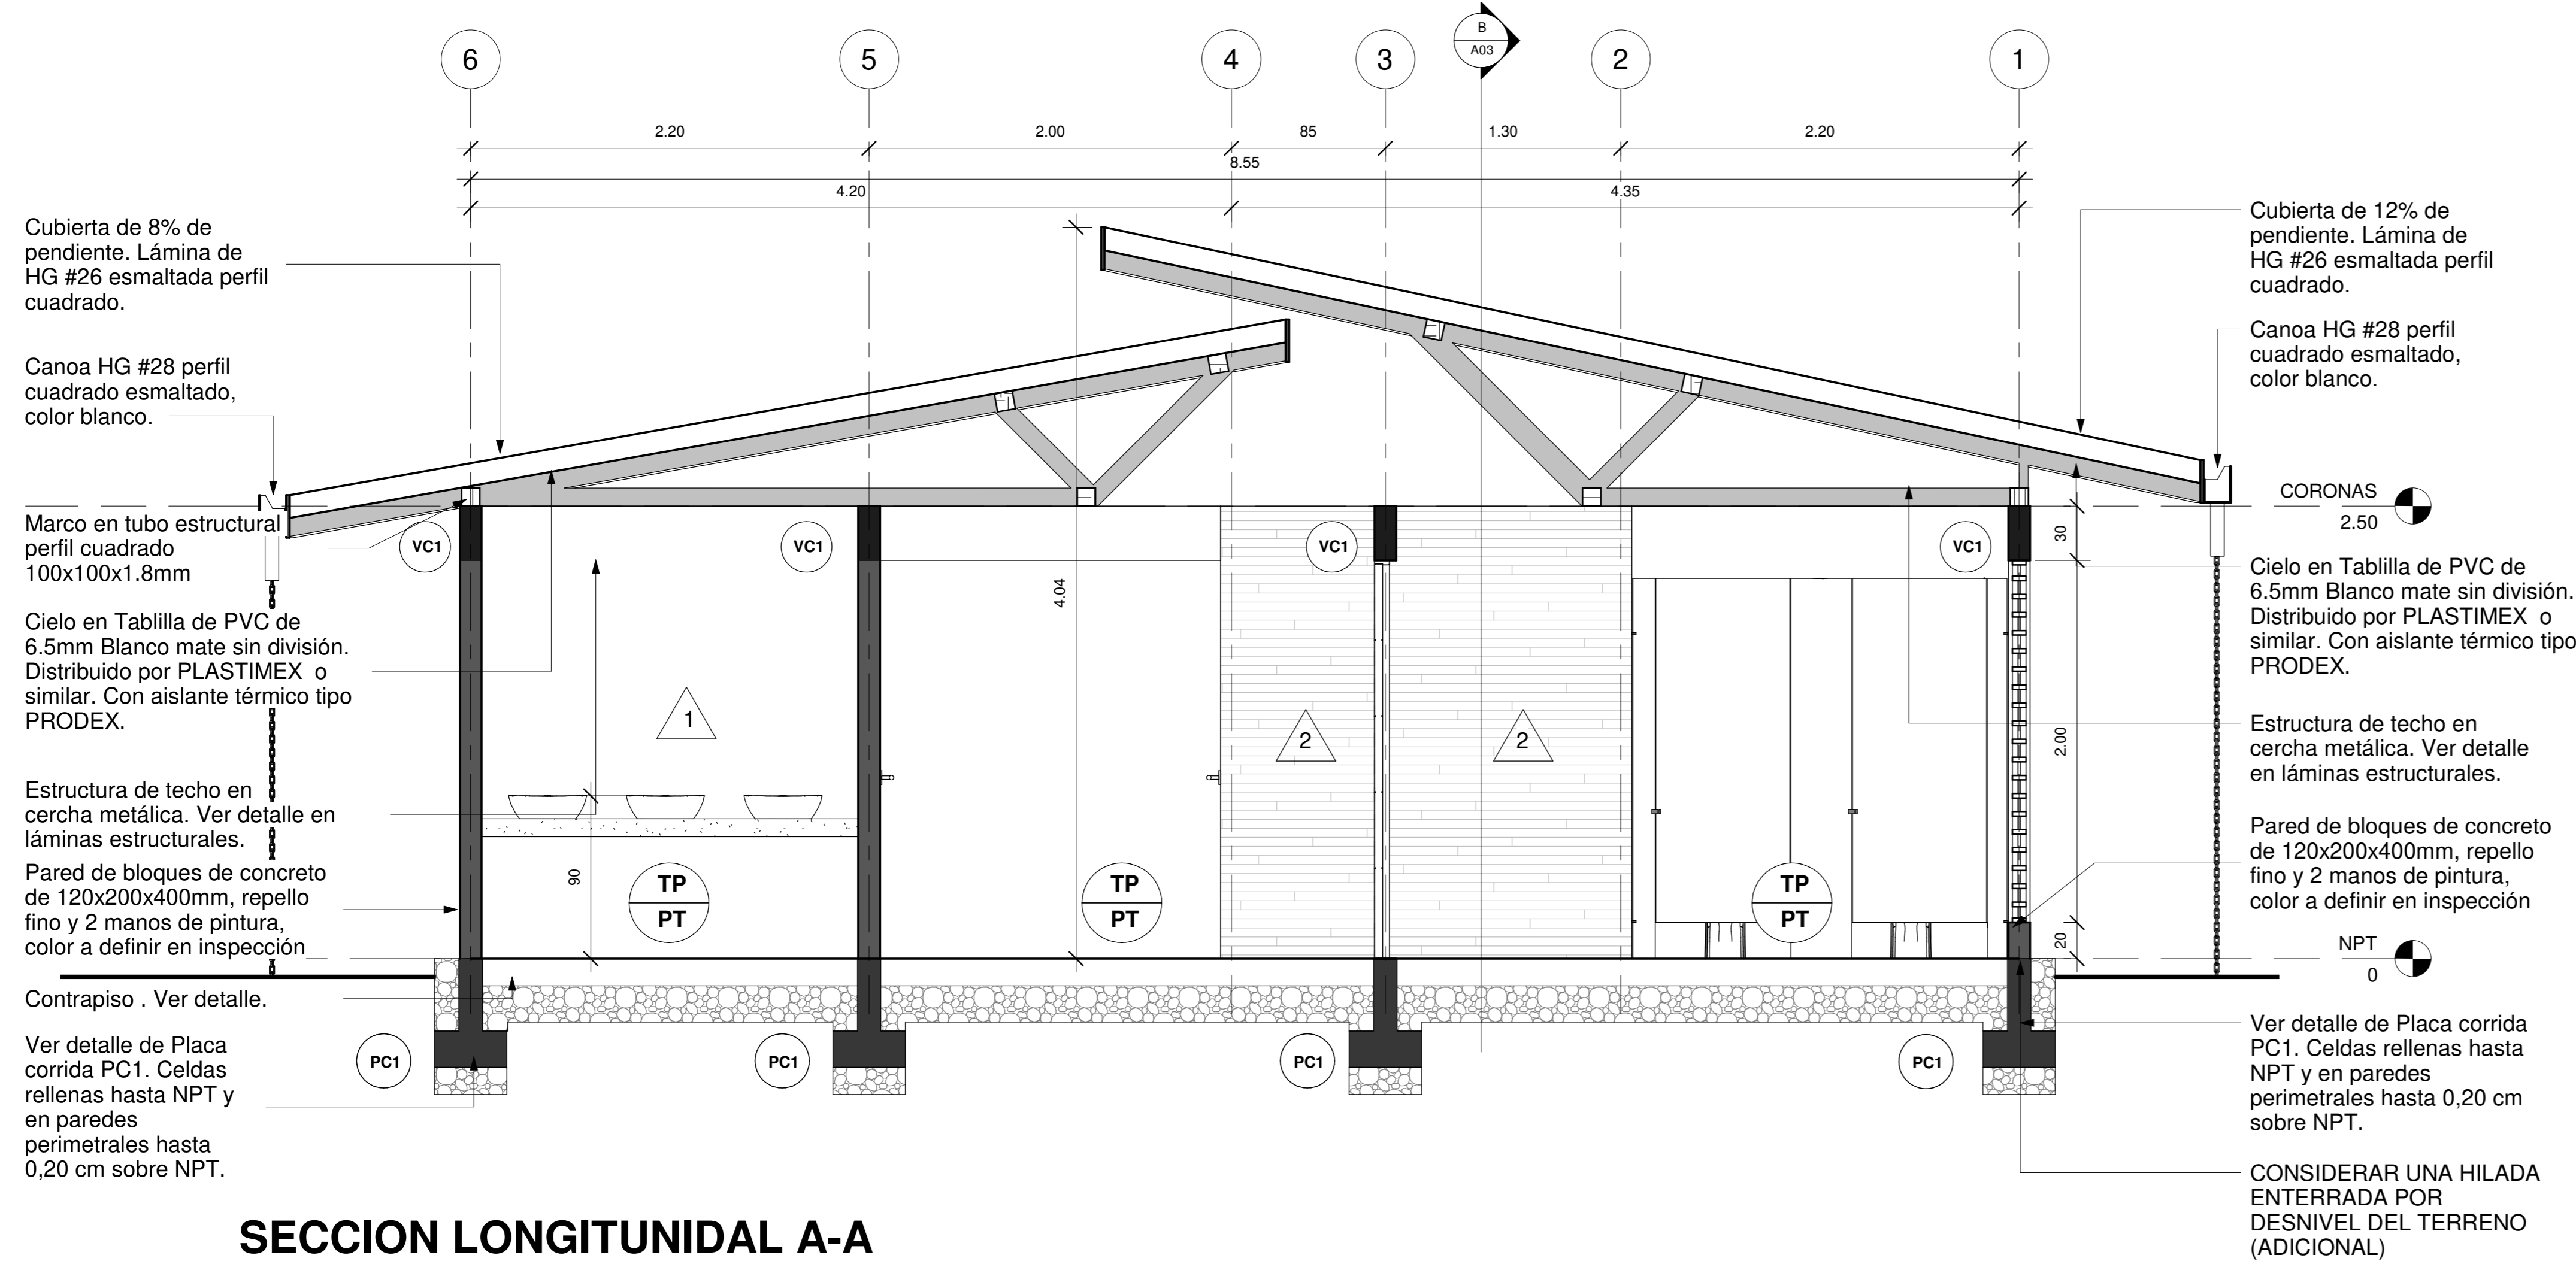 B
A03
6
5
4
3
2
1
2.20
2.00
85
1.30
2.20
8.55
4.20
4.35
Cubierta de 8% de
pendiente. Lámina de
HG #26 esmaltada perfil
cuadrado.
Canoa HG #28 perfil
cuadrado esmaltado,
color blanco.
Marco en tubo estructural
perfil cuadrado
100x100x1.8mm
Cielo en Tablilla de PVC de
6.5mm Blanco mate sin división.
Distribuido por PLASTIMEX o
similar. Con aislante térmico tipo
PRODEX.
Estructura de techo en
cercha metálica. Ver detalle en
láminas estructurales.
Pared de bloques de concreto
de 120x200x400mm, repello
fino y 2 manos de pintura,
color a definir en inspección
Contrapiso . Ver detalle.
Ver detalle de Placa
corrida PC1. Celdas
rellenas hasta NPT y
en paredes
perimetrales hasta
0,20 cm sobre NPT.
VC1
VC1
VC1
VC1
4.04
1
2
2
90
TP
PT
TP
PT
TP
PT
30
2.00
20
PC1
PC1
PC1
PC1
Cubierta de 12% de
pendiente. Lámina de
HG #26 esmaltada perfil
cuadrado.
Canoa HG #28 perfil
cuadrado esmaltado,
color blanco.
CORONAS
2.50
Cielo en Tablilla de PVC de
6.5mm Blanco mate sin división.
Distribuido por PLASTIMEX o
similar. Con aislante térmico tipo
PRODEX.
Estructura de techo en
cercha metálica. Ver detalle
en láminas estructurales.
Pared de bloques de concreto
de 120x200x400mm, repello
fino y 2 manos de pintura,
color a definir en inspección
NPT
0
Ver detalle de Placa corrida
PC1. Celdas rellenas hasta
NPT y en paredes
perimetrales hasta 0,20 cm
sobre NPT.
CONSIDERAR UNA HILADA
ENTERRADA POR
DESNIVEL DEL TERRENO
(ADICIONAL)
SECCION LONGITUNIDAL A-A